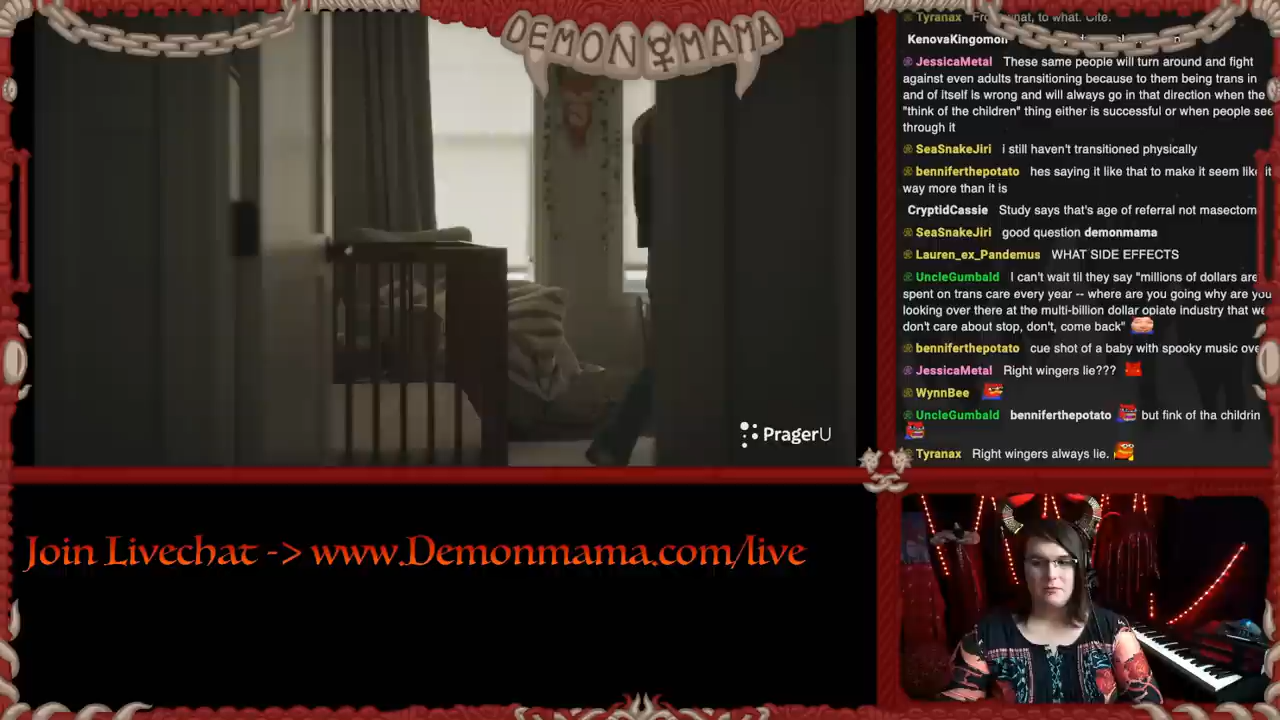 DEMON MAMA
PragerU
Tyranax
KenovaKingomon
JessicaMetal These same people will turn around and fight
against even adults transitioning because to them being trans in
and of itself is wrong and will always go in that direction when the
"think of the children" thing either is successful or when people see
through it
SeaSnakeJiri i still haven't transitioned physically
benniferthepotato hes saying it like that to make it seem like it
way more than it is
CryptidCassie Study says that's age of referral not masectom
SeaSnakeJiri good question demonmama
Lauren_ex_Pandemus WHAT SIDE EFFECTS
UncleGumbald I can't wait til they say "millions of dollars are
spent on trans care every year -- where are you going why are you
looking over there at the multi-billion dollar opiate industry that we
don't care about stop, don't, come back"
benniferthepotato cue shot of a baby with spooky music ove
JessicaMetal Right wingers lie???
WynnBee
UncleGumbald benniferthepotato but fink of tha childrin
Tyranax Right wingers always lie.
Join Livechat -> www.Demonmama.com/live